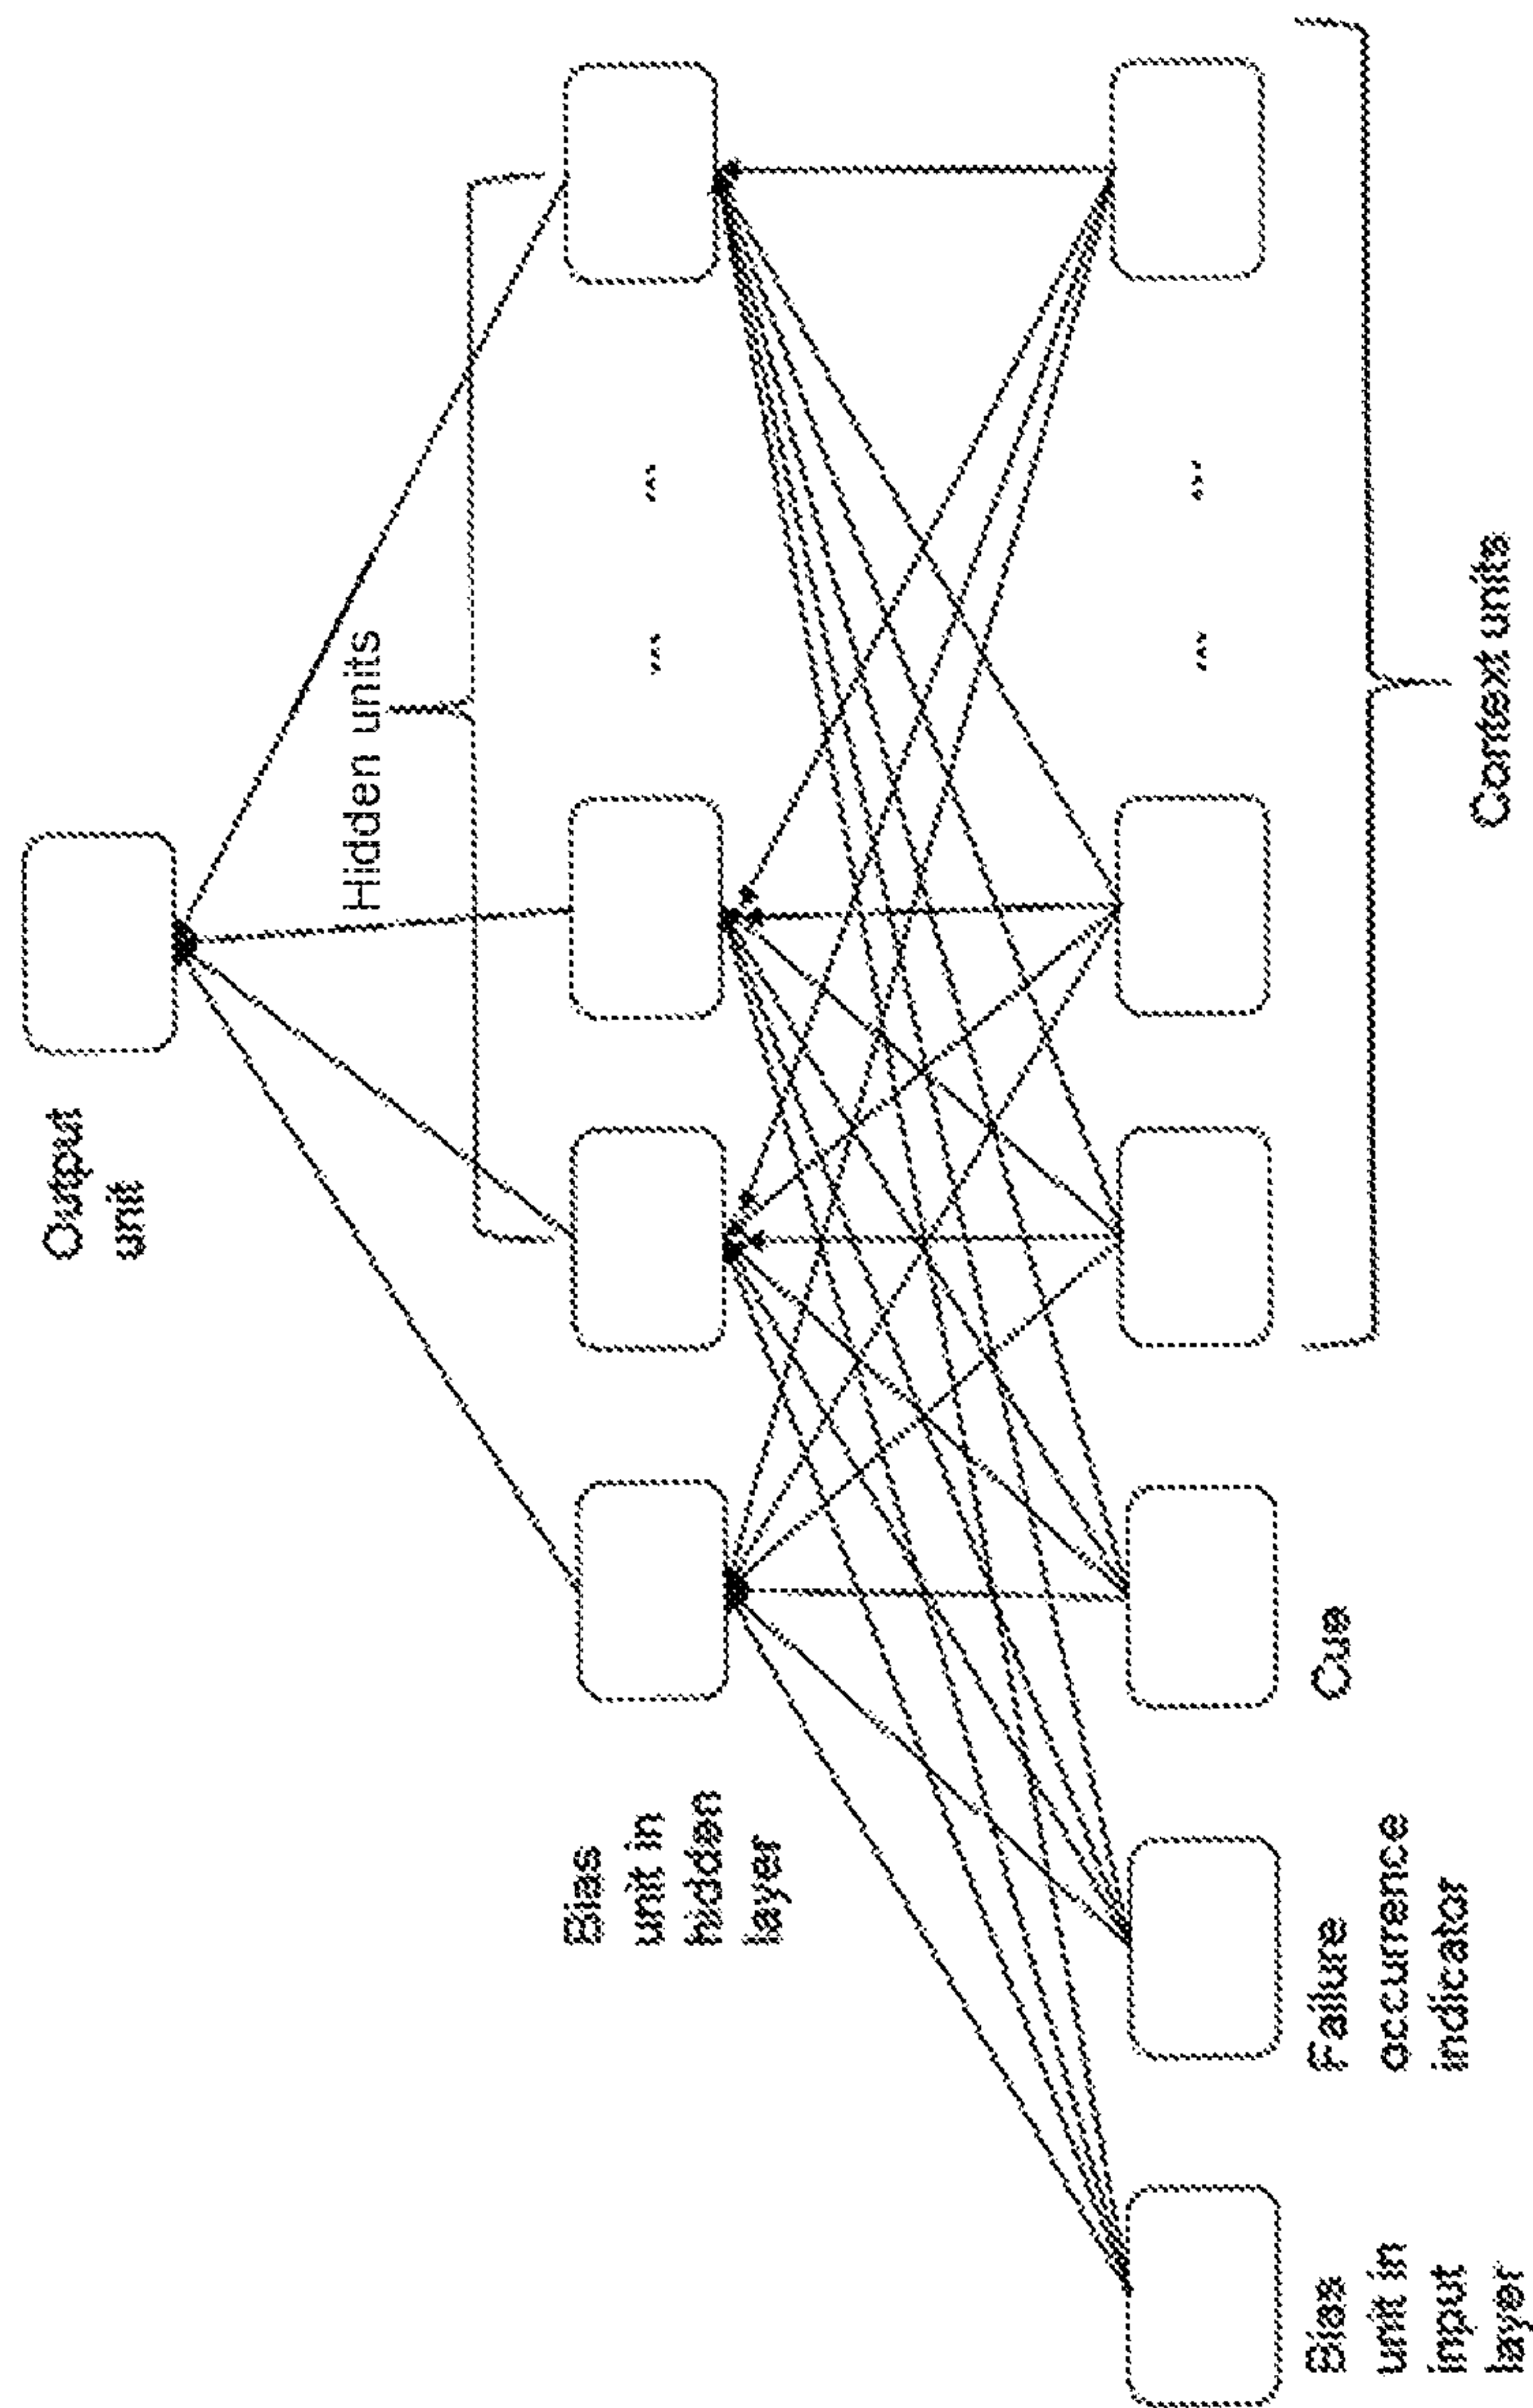 Output
unit
Hidden units
Bias
unit in
hidden
layer
...
...
...
...
Bias
unit in
input
layer
Failure
occurrence
indicator
Cue
Context units